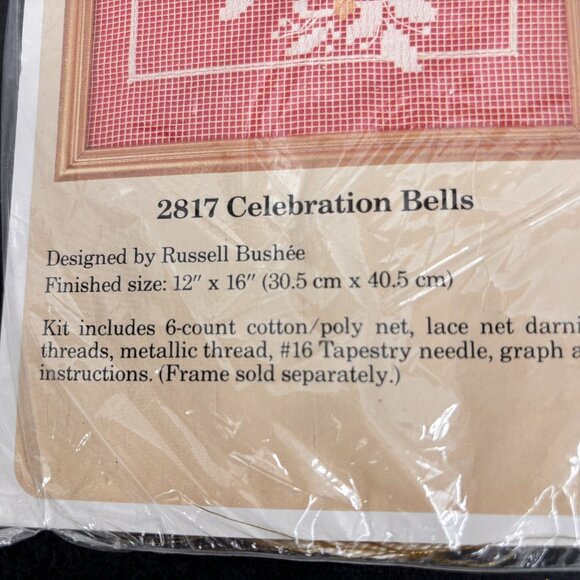 2817 Celebration Bells
Designed by Russell Bushée
Finished size: 12″ x 16″ (30.5 cm x 40.5 cm)
Kit includes 6-count cotton/poly net, lace net darni
threads, metallic thread, #16 Tapestry needle, graph a
instructions. (Frame sold separately.)